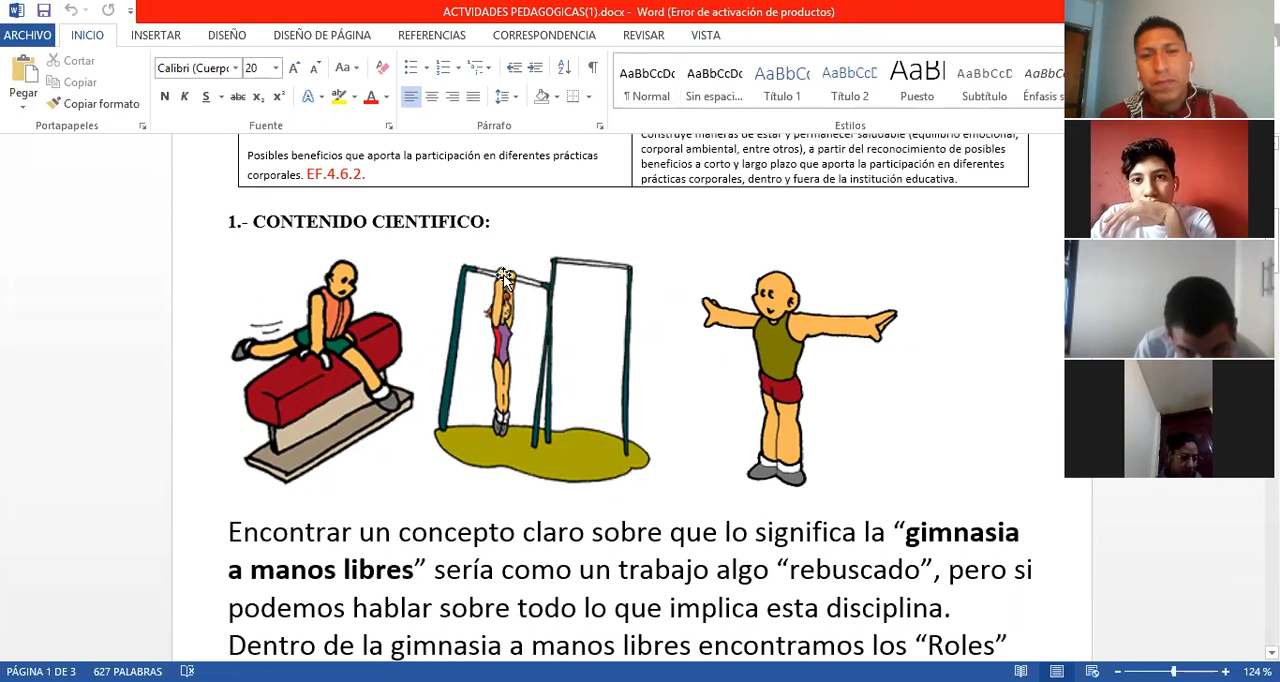 ACTVIDADES PEDAGOGICAS(1).docx - Word (Error de activación de productos)
ARCHIVO INICIO INSERTAR DISEÑO DISEÑO DE PÁGINA REFERENCIAS CORRESPONDENCIA REVISAR VISTA
Cortar
Copiar
Copiar formato
Pegar
Portapapeles
Calibri (Cuerpo 20
Aa
N K S abc x₂ x² A A
Fuente
Párrafo
AaBbCcDc AaBbCcDc AaBbCc AaBbCcD AaBl AaBbCcD AaBbCcDc
¶ Normal Sin espaci... Título 1 Título 2 Puesto Subtítulo Énfasis s
Estilos
Construye maneras de estar y permanecer saludable (equilibrio emocional,
corporal ambiental, entre otros), a partir del reconocimiento de posibles
beneficios a corto y largo plazo que aporta la participación en diferentes
prácticas corporales, dentro y fuera de la institución educativa.
Posibles beneficios que aporta la participación en diferentes prácticas
corporales. EF.4.6.2.
1.- CONTENIDO CIENTIFICO:
Encontrar un concepto claro sobre que lo significa la “gimnasia
a manos libres” sería como un trabajo algo “rebuscado”, pero si
podemos hablar sobre todo lo que implica esta disciplina.
Dentro de la gimnasia a manos libres encontramos los “Roles”
PÁGINA 1 DE 3 627 PALABRAS
124 %